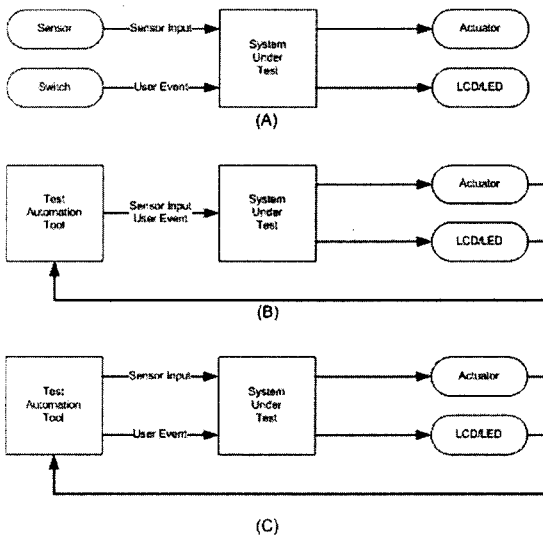 Sensor
Sensor Input
System
Under
Test
Actuator
Switch
User Event
LCD/LED
(A)
Test
Automation
Tool
Sensor Input
User Event
System
Under
Test
Actuator
LCD/LED
(B)
Test
Automation
Tool
Sensor Input
User Event
System
Under
Test
Actuator
LCD/LED
(C)